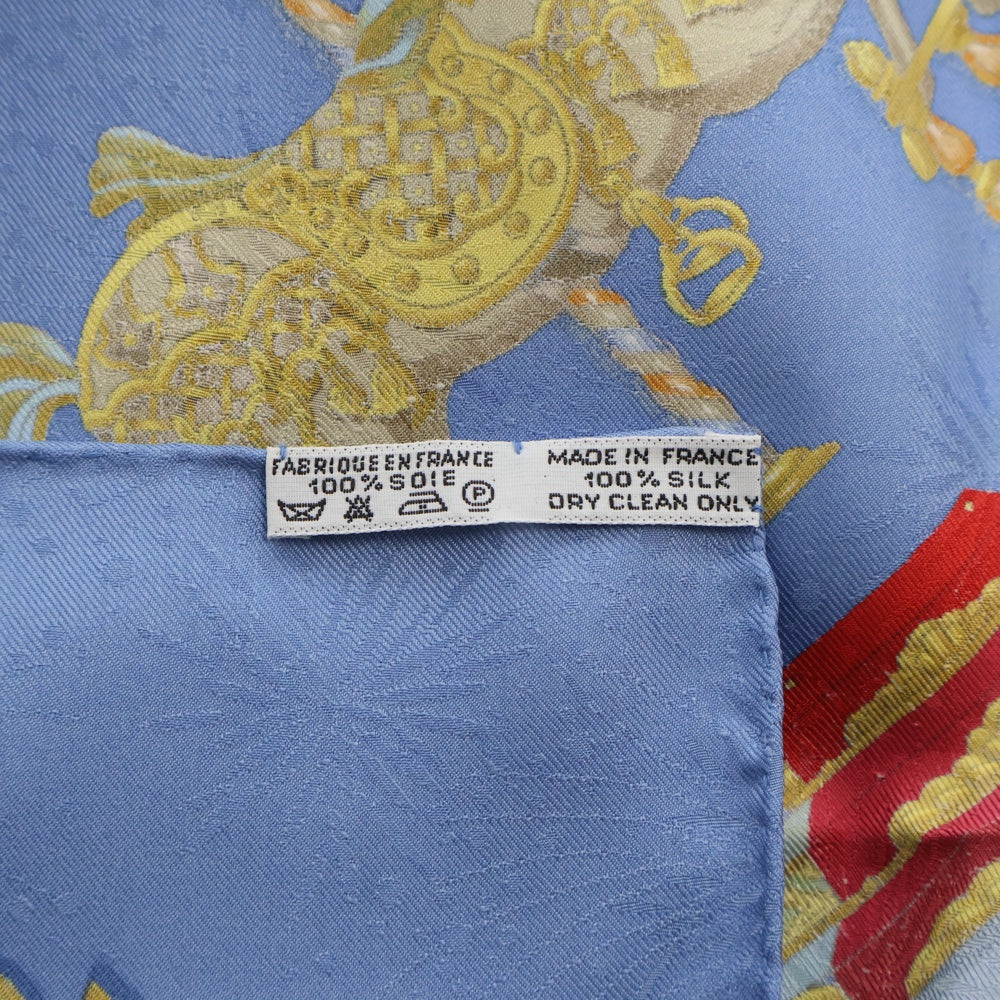 FABRIQUE EN FRANCE
100% SOIE
P
MADE IN FRANCE
100% SILK
DRY CLEAN ONLY